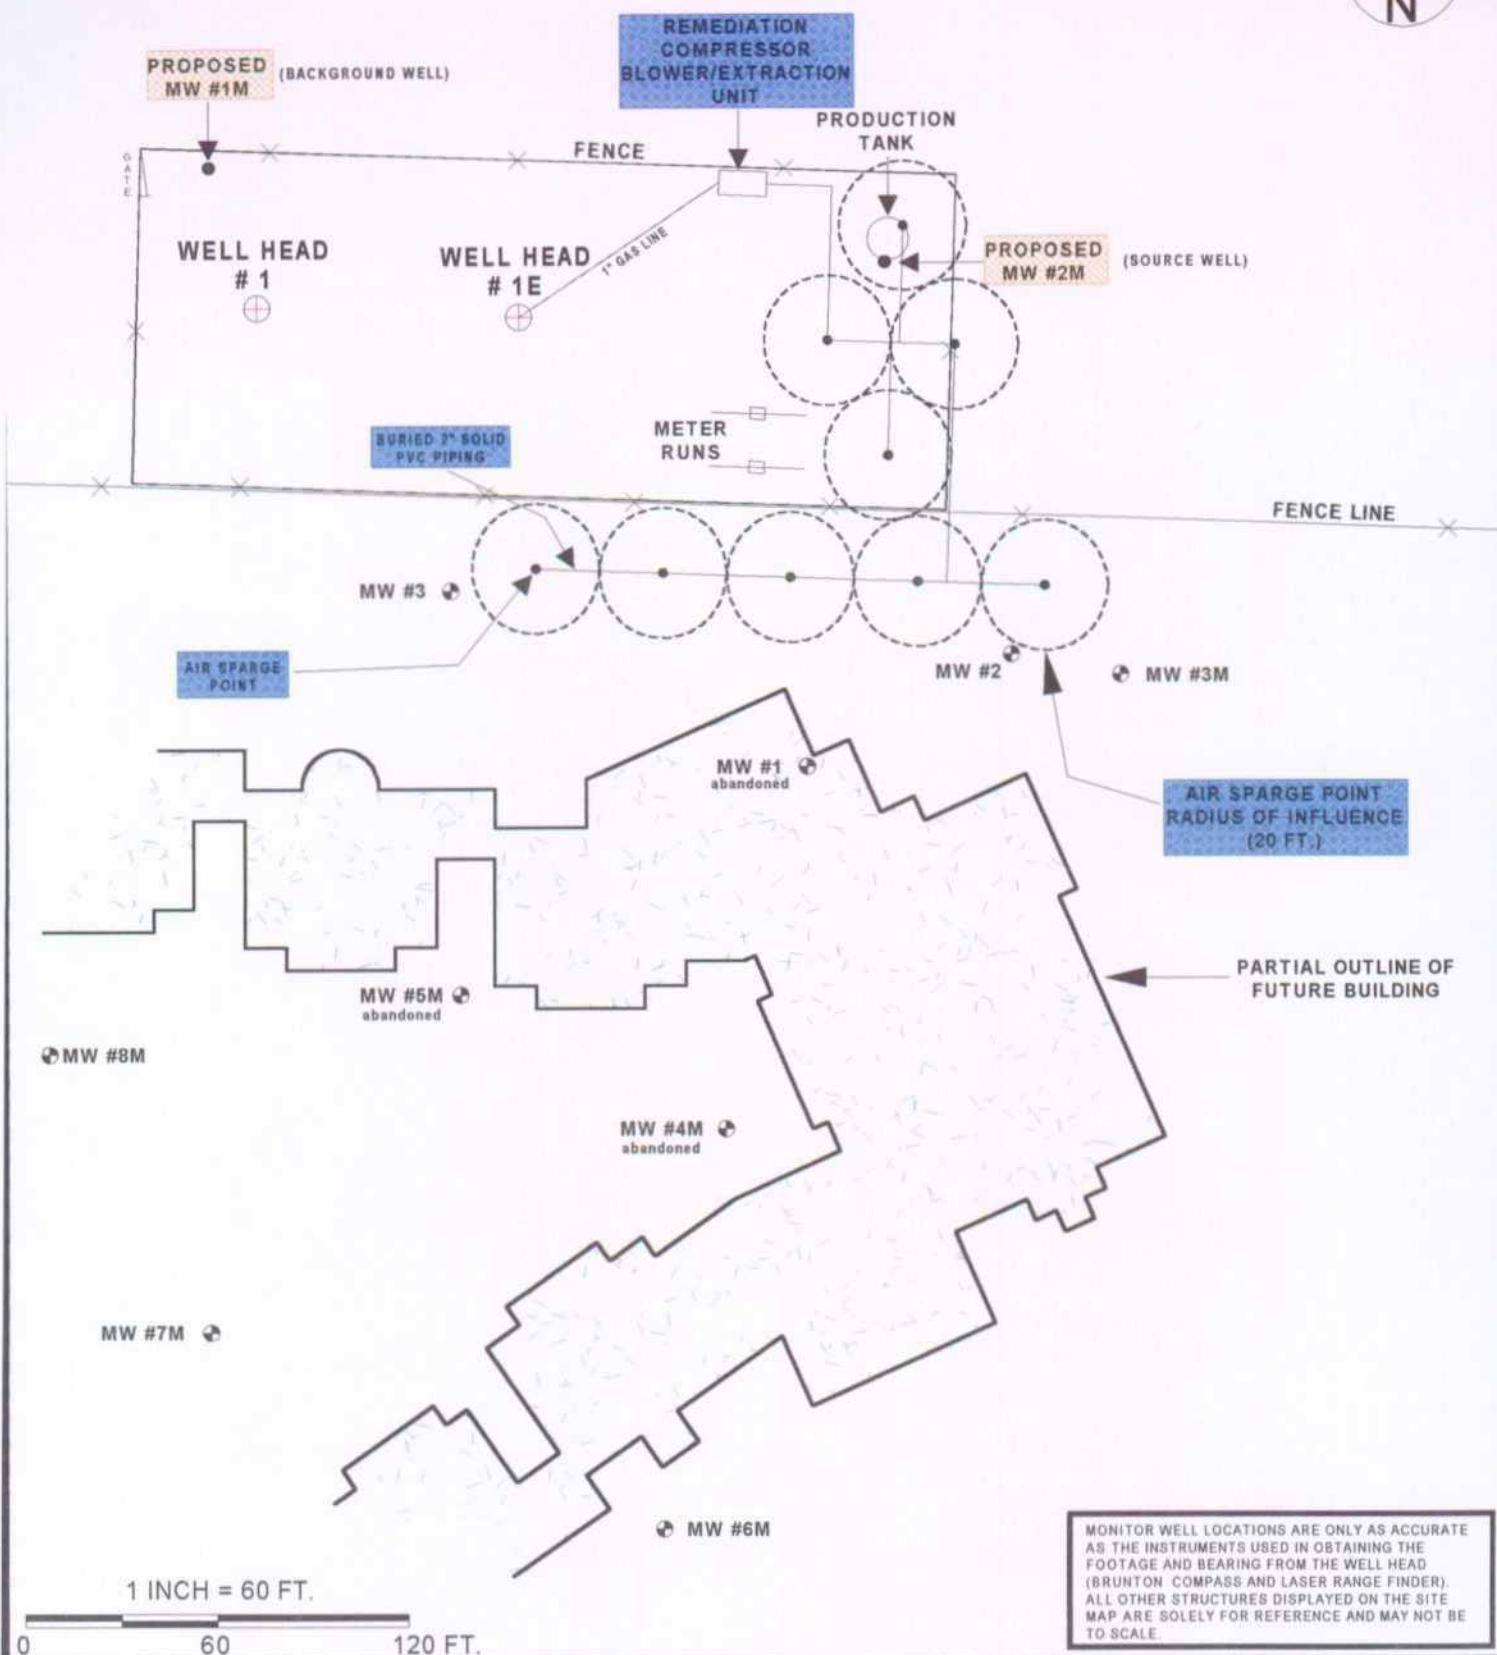 N
REMEDIATION
COMPRESSOR
BLOWER/EXTRACTION
UNIT
PROPOSED
MW #1M
(BACKGROUND WELL)
PRODUCTION
TANK
FENCE
GATE
WELL HEAD
# 1
WELL HEAD
# 1E
1" GAS LINE
PROPOSED
MW #2M
(SOURCE WELL)
METER
RUNS
BURIED 2" SOLID
PVC PIPING
FENCE LINE
MW #3
AIR SPARGE
POINT
MW #2
MW #3M
MW #1
abandoned
AIR SPARGE POINT
RADIUS OF INFLUENCE
(20 FT.)
PARTIAL OUTLINE OF
FUTURE BUILDING
MW #5M
abandoned
MW #8M
MW #4M
abandoned
MW #7M
MW #6M
MONITOR WELL LOCATIONS ARE ONLY AS ACCURATE
AS THE INSTRUMENTS USED IN OBTAINING THE
FOOTAGE AND BEARING FROM THE WELL HEAD
(BRUNTON COMPASS AND LASER RANGE FINDER).
ALL OTHER STRUCTURES DISPLAYED ON THE SITE
MAP ARE SOLELY FOR REFERENCE AND MAY NOT BE
TO SCALE.
1 INCH = 60 FT.
0 60 120 FT.